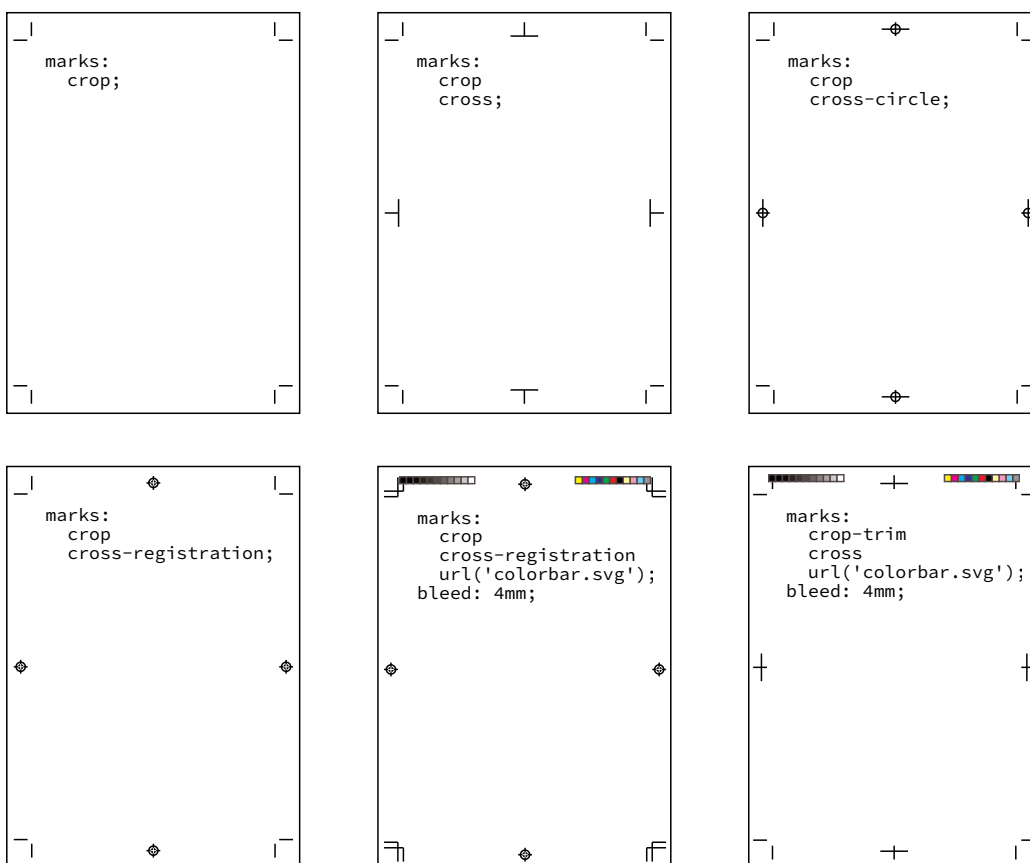 marks:
crop;
marks:
crop
cross;
marks:
crop
cross-circle;
marks:
crop
cross-registration;
marks:
crop
cross-registration
url('colorbar.svg');
bleed: 4mm;
marks:
crop-trim
cross
url('colorbar.svg');
bleed: 4mm;